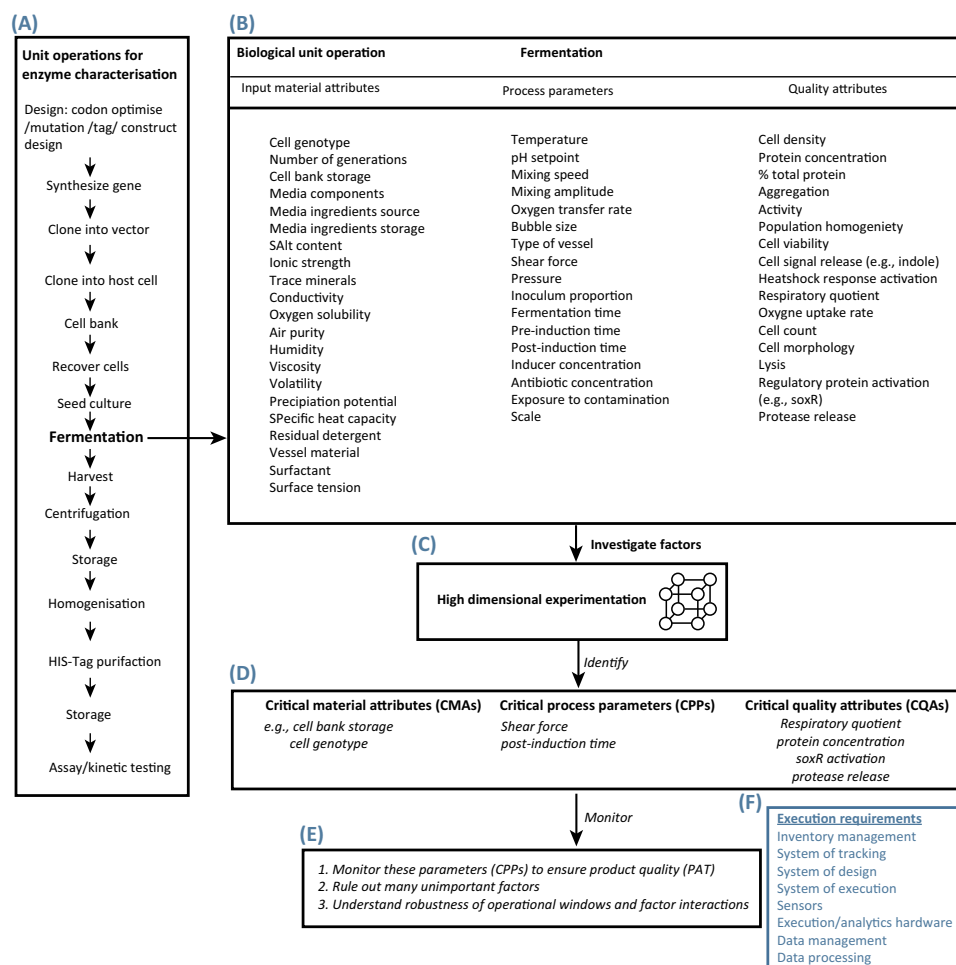 (A)
Unit operations for
enzyme characterisation
Design: codon optimise
/mutation /tag/ construct
design
Synthesize gene
Clone into vector
Clone into host cell
Cell bank
Recover cells
Seed culture
Fermentation
Harvest
Centrifugation
Storage
Homogenisation
HIS-Tag purifaction
Storage
Assay/kinetic testing
(B)
Biological unit operation
Fermentation
Input material attributes
Process parameters
Quality attributes
Cell genotype
Number of generations
Cell bank storage
Media components
Media ingredients source
Media ingredients storage
SAlt content
Ionic strength
Trace minerals
Conductivity
Oxygen solubility
Air purity
Humidity
Viscosity
Volatility
Precipiation potential
SPecific heat capacity
Residual detergent
Vessel material
Surfactant
Surface tension
Temperature
pH setpoint
Mixing speed
Mixing amplitude
Oxygen transfer rate
Bubble size
Type of vessel
Shear force
Pressure
Inoculum proportion
Fermentation time
Pre-induction time
Post-induction time
Inducer concentration
Antibiotic concentration
Exposure to contamination
Scale
Cell density
Protein concentration
% total protein
Aggregation
Activity
Population homogeniety
Cell viability
Cell signal release (e.g., indole)
Heatshock response activation
Respiratory quotient
Oxygne uptake rate
Cell count
Cell morphology
Lysis
Regulatory protein activation
(e.g., soxR)
Protease release
Investigate factors
(C)
High dimensional experimentation
Identify
(D)
Critical material attributes (CMAs)
e.g., cell bank storage
cell genotype
Critical process parameters (CPPs)
Shear force
post-induction time
Critical quality attributes (CQAs)
Respiratory quotient
protein concentration
soxR activation
protease release
Monitor
(E)
1. Monitor these parameters (CPPs) to ensure product quality (PAT)
2. Rule out many unimportant factors
3. Understand robustness of operational windows and factor interactions
(F)
Execution requirements
Inventory management
System of tracking
System of design
System of execution
Sensors
Execution/analytics hardware
Data management
Data processing